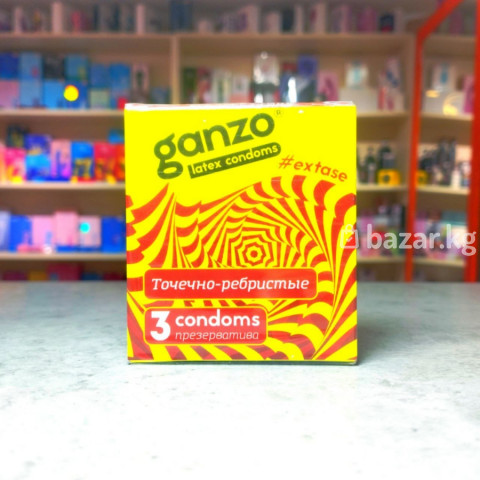 ganzo®
latex condoms
#extase
bazar.kg
Точечно-ребристые
3 condoms
презерватива